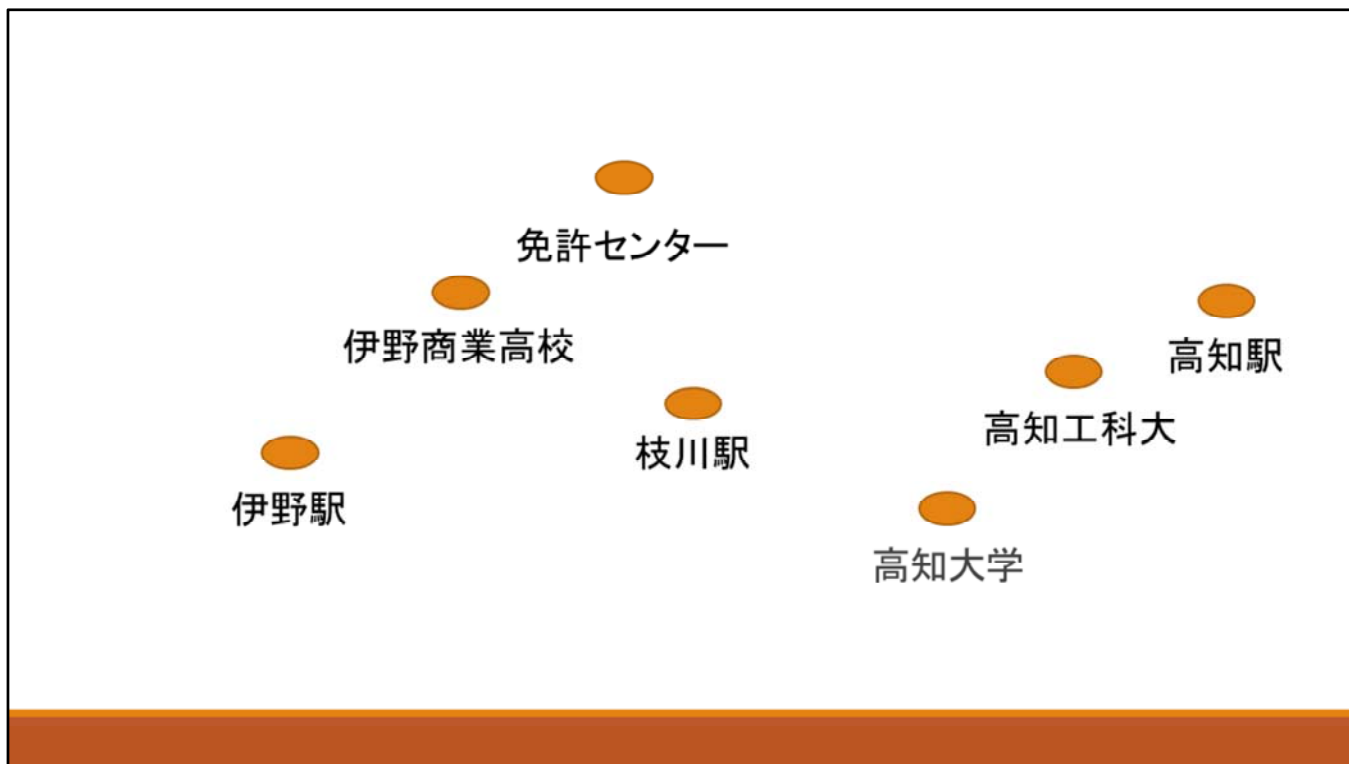 免許センター
伊野商業高校
高知駅
高知工科大
枝川駅
伊野駅
高知大学